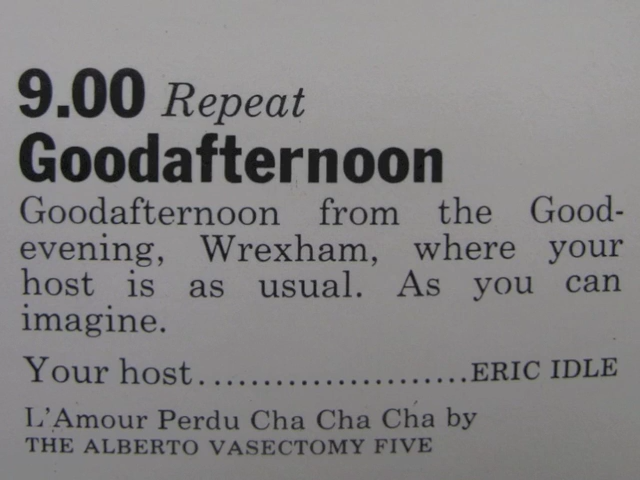 9.00 Repeat
Goodafternoon
Goodafternoon from the Good-
evening, Wrexham, where your
host is as usual. As you can
imagine.
Your host......................ERIC IDLE
L'Amour Perdu Cha Cha Cha by
THE ALBERTO VASECTOMY FIVE